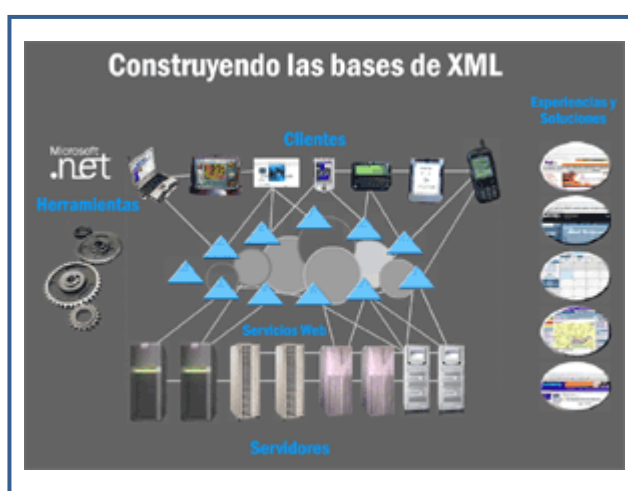 Construyendo las bases de XML
Experiencias y
Soluciones
Clientes
Microsoft
.net
Herramientas
Servicios Web
Servidores